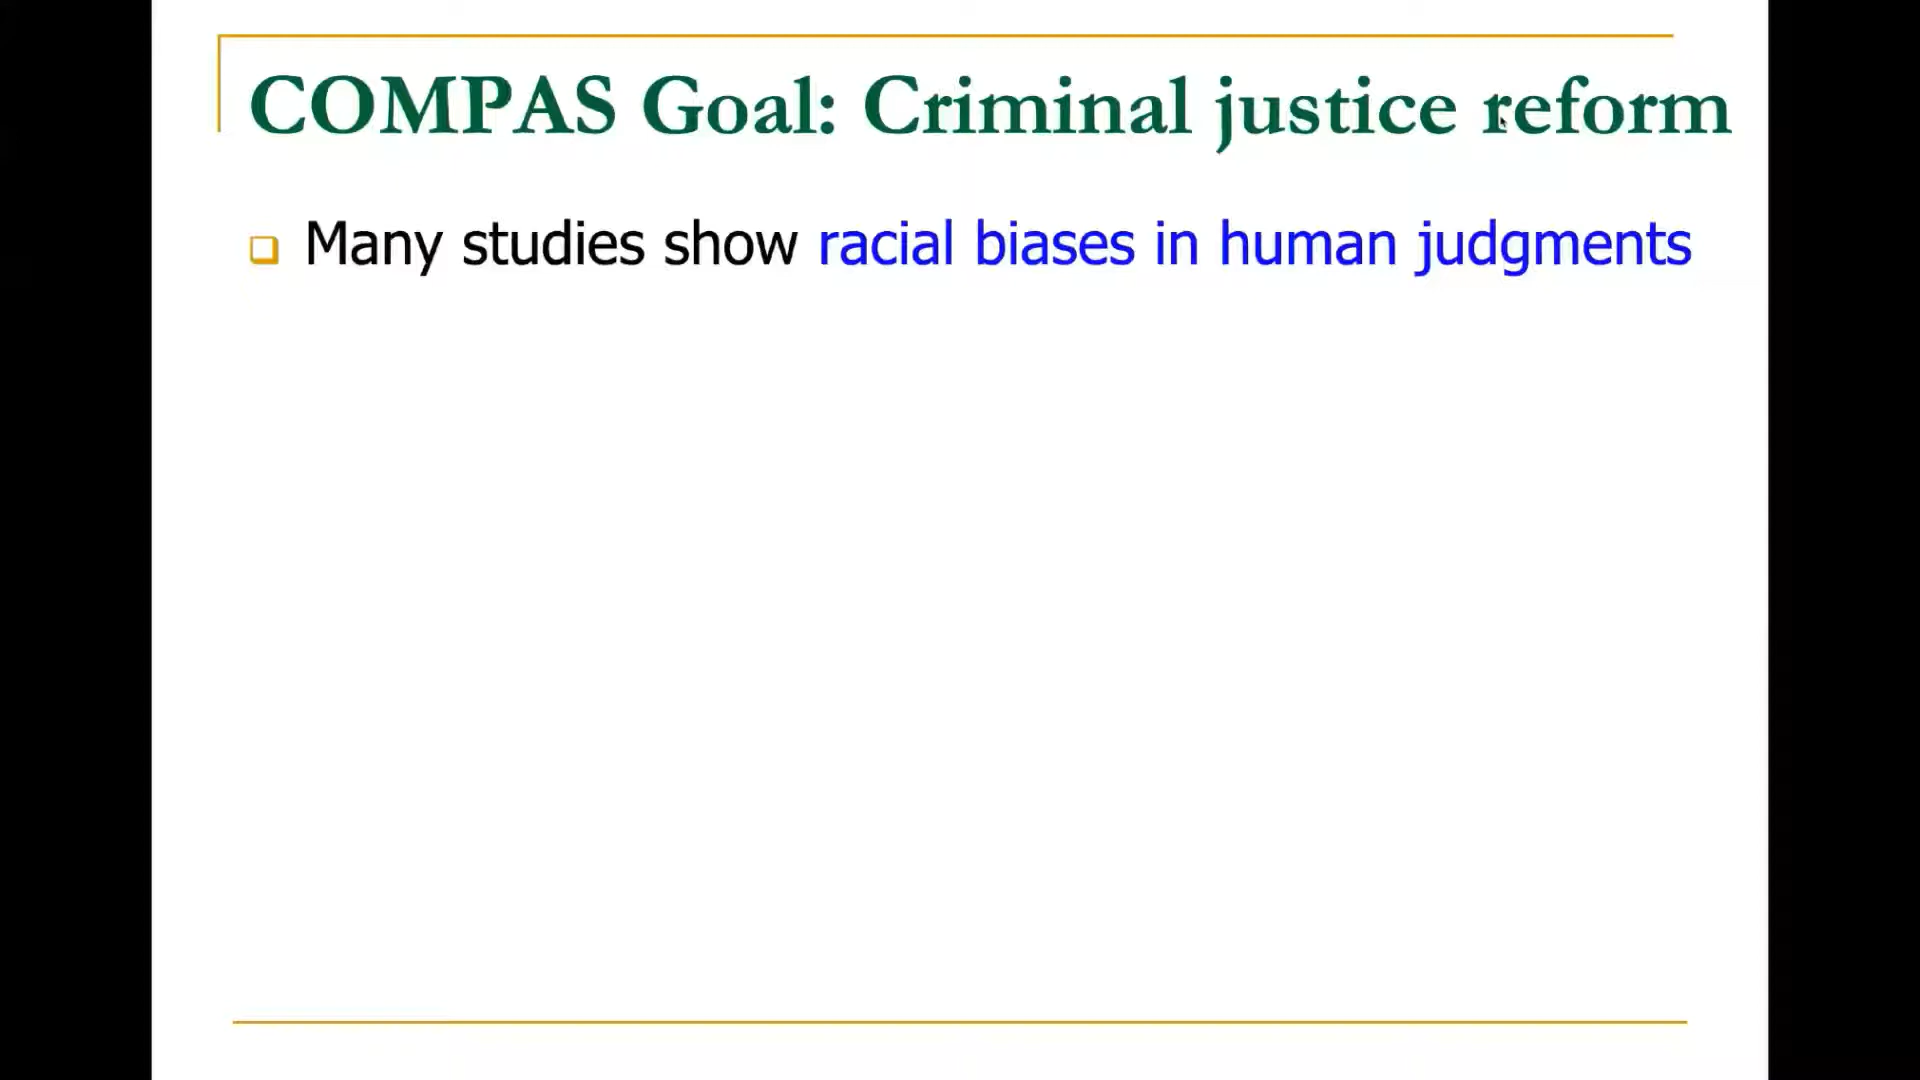 COMPAS Goal: Criminal justice reform
Many studies show racial biases in human judgments